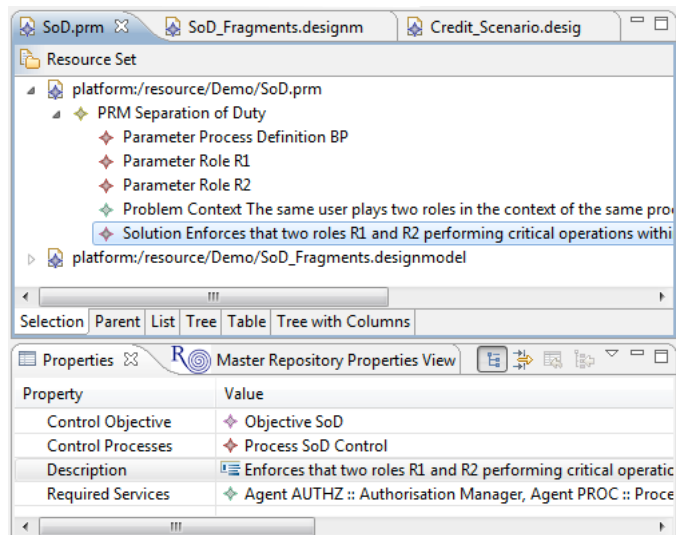 SoD.prm SoD_Fragments.designm Credit_Scenario.desig
Resource Set
platform:/resource/Demo/SoD.prm
PRM Separation of Duty
Parameter Process Definition BP
Parameter Role R1
Parameter Role R2
Problem Context The same user plays two roles in the context of the same pro
Solution Enforces that two roles R1 and R2 performing critical operations withi
platform:/resource/Demo/SoD_Fragments.designmodel
Selection Parent List Tree Table Tree with Columns
Properties R Master Repository Properties View
Property Value
Control Objective Objective SoD
Control Processes Process SoD Control
Description Enforces that two roles R1 and R2 performing critical operatic
Required Services Agent AUTHZ :: Authorisation Manager, Agent PROC :: Proce